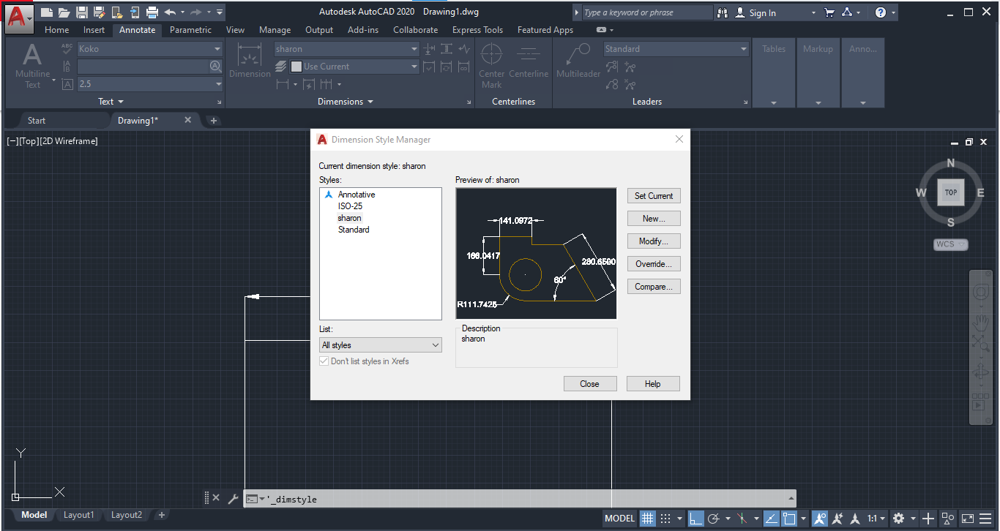 Autodesk AutoCAD 2020 Drawing1.dwg
Type a keyword or phrase
Sign In
Home Insert Annotate Parametric View Manage Output Add-ins Collaborate Express Tools Featured Apps
Multiline Text
ABC
Koko
2.5
Text
Dimension
sharon
Use Current
Dimensions
Center Mark
Centerline
Centerlines
Multileader
Standard
Leaders
Tables
Markup
Anno...
Start
Drawing1*
[−][Top][2D Wireframe]
N
W
TOP
E
S
WCS
Dimension Style Manager
Current dimension style: sharon
Styles:
Annotative
ISO-25
sharon
Standard
Preview of: sharon
141.0972
166.0417
280.6500
60°
R111.7425
Set Current
New...
Modify...
Override...
Compare...
List:
All styles
Don't list styles in Xrefs
Description
sharon
Close
Help
Y
X
'_dimstyle
Model
Layout1
Layout2
MODEL
1:1